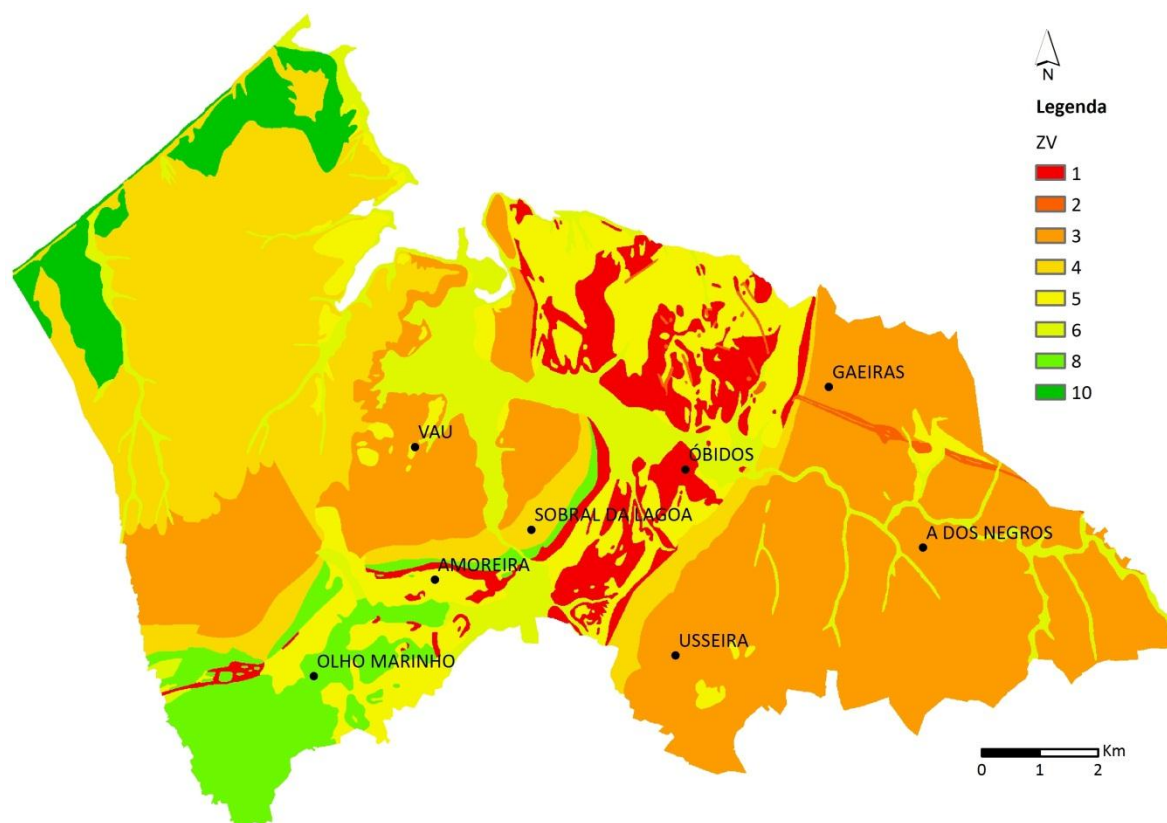 N
Legenda
ZV
1
2
3
4
5
6
8
10
GAEIRAS
VAU
ÓBIDOS
SOBRAL DA LAGOA
A DOS NEGROS
AMOREIRA
USSEIRA
OLHO MARINHO
Km
0 1 2